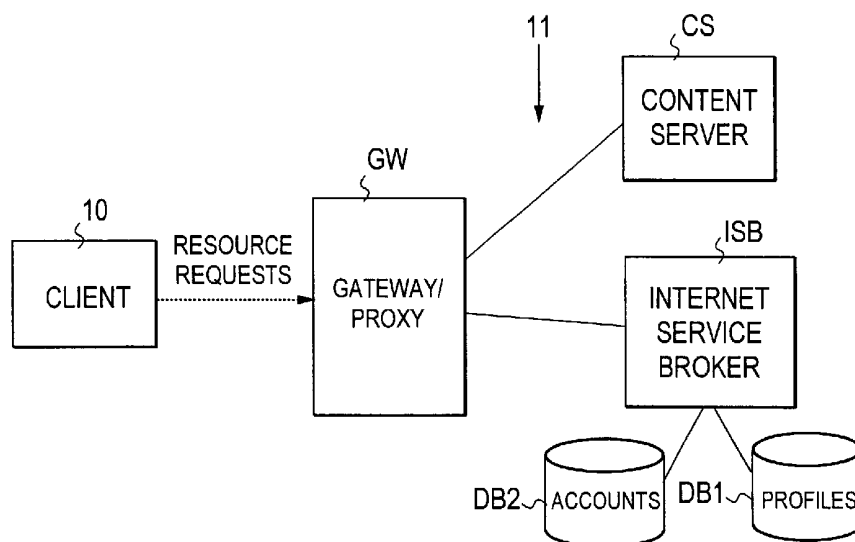 11
CS
CONTENT
SERVER
GW
10
RESOURCE
REQUESTS
CLIENT
GATEWAY/
PROXY
ISB
INTERNET
SERVICE
BROKER
DB2
ACCOUNTS
DB1
PROFILES